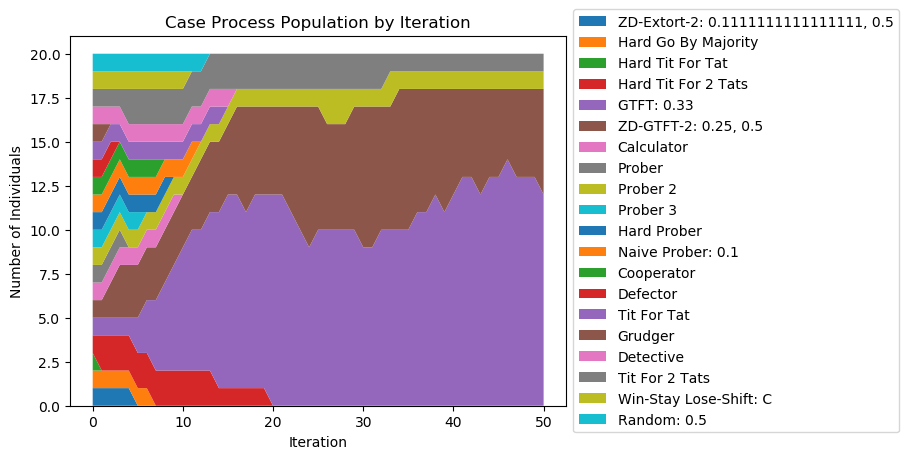 Case Process Population by Iteration
Number of Individuals
20.0
17.5
15.0
12.5
10.0
7.5
5.0
2.5
0.0
0 10 20 30 40 50
Iteration
ZD-Extort-2: 0.1111111111111111, 0.5
Hard Go By Majority
Hard Tit For Tat
Hard Tit For 2 Tats
GTFT: 0.33
ZD-GTFT-2: 0.25, 0.5
Calculator
Prober
Prober 2
Prober 3
Hard Prober
Naive Prober: 0.1
Cooperator
Defector
Tit For Tat
Grudger
Detective
Tit For 2 Tats
Win-Stay Lose-Shift: C
Random: 0.5